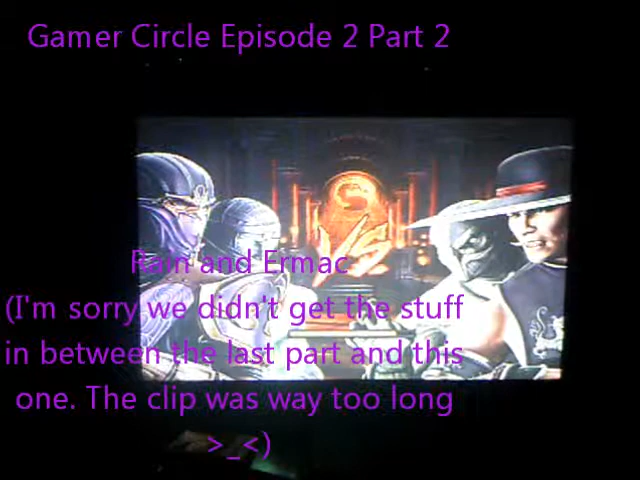 Gamer Circle Episode 2 Part 2
VS
Rain and Ermac
(I'm sorry we didn't get the stuff
in between the last part and this
one. The clip was way too long
>_<)